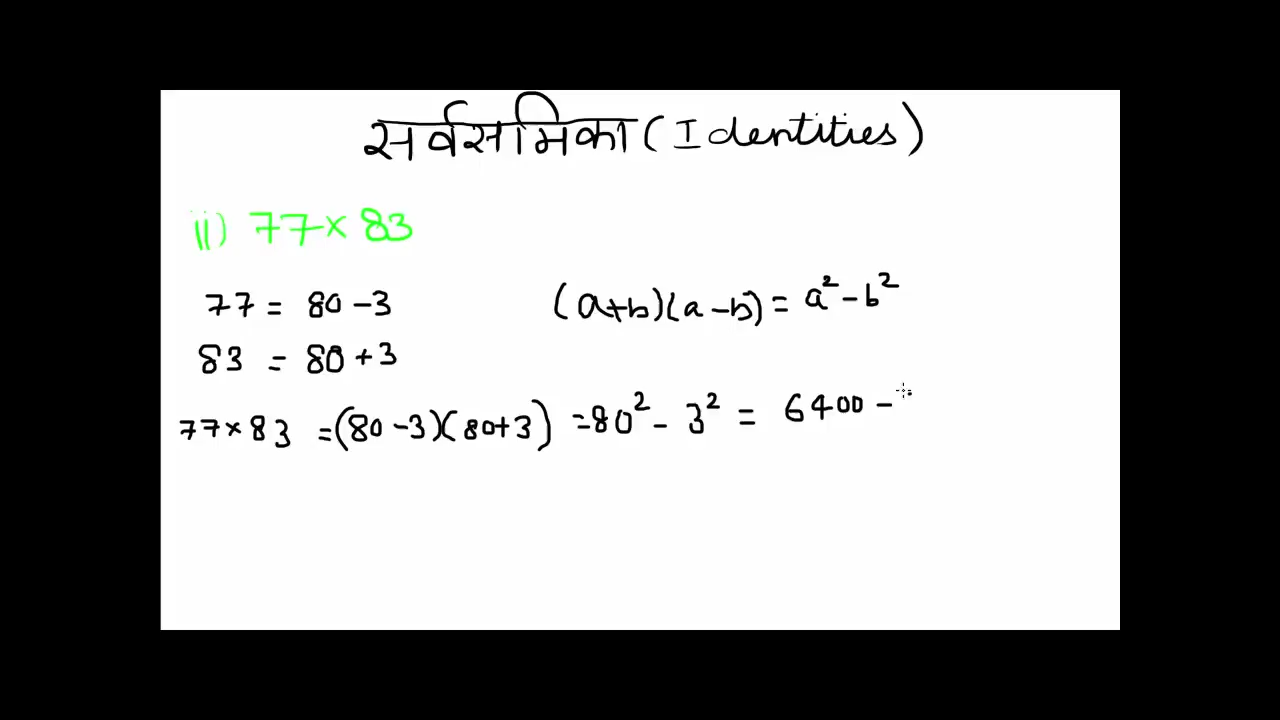 सर्वसमिका (Identities)
ii) 77 × 83
77 = 80 - 3
(a+b)(a-b) = a² - b²
83 = 80 + 3
77 × 83 = (80 - 3)(80 + 3) = 80² - 3² = 6400 -